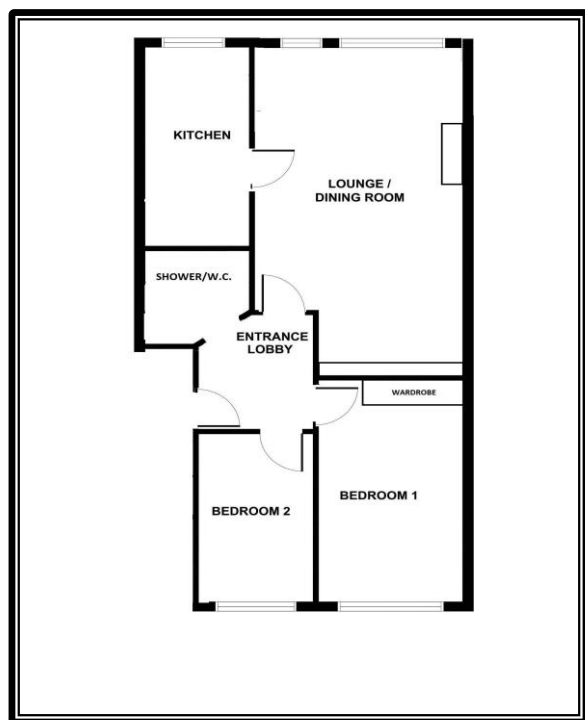 KITCHEN
LOUNGE /
DINING ROOM
SHOWER/W.C.
ENTRANCE
LOBBY
WARDROBE
BEDROOM 1
BEDROOM 2